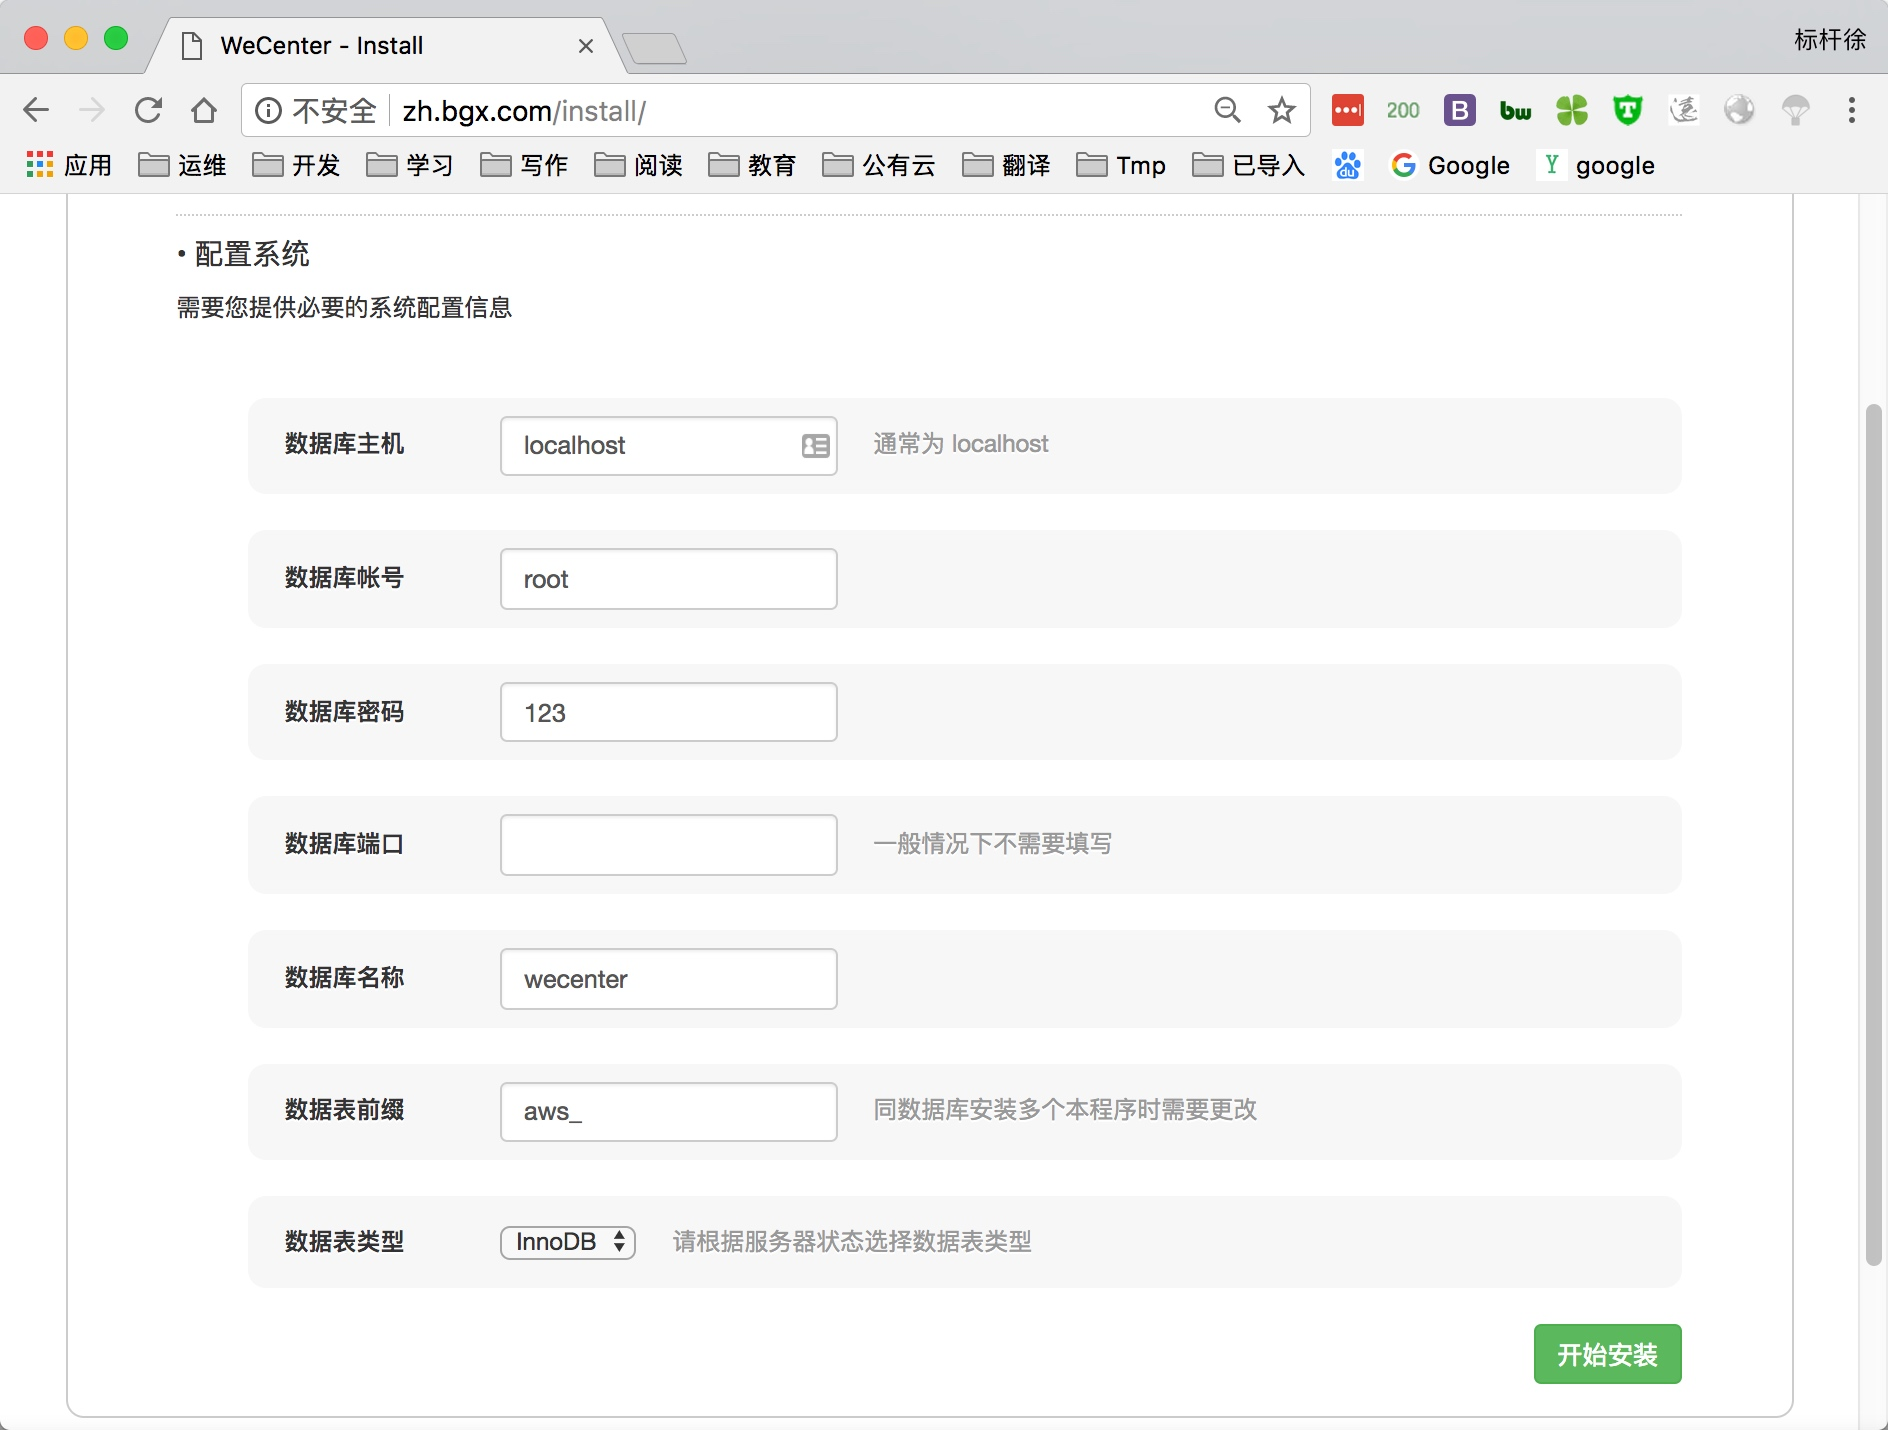 WeCenter - Install
标杆徐
不安全 zh.bgx.com/install/
200 B bw T
应用 运维 开发 学习 写作 阅读 教育 公有云 翻译 Tmp 已导入 du Google Y google
• 配置系统
需要您提供必要的系统配置信息
数据库主机 localhost 通常为 localhost
数据库帐号 root
数据库密码 123
数据库端口 一般情况下不需要填写
数据库名称 wecenter
数据表前缀 aws_ 同数据库安装多个本程序时需要更改
数据表类型 InnoDB 请根据服务器状态选择数据表类型
开始安装